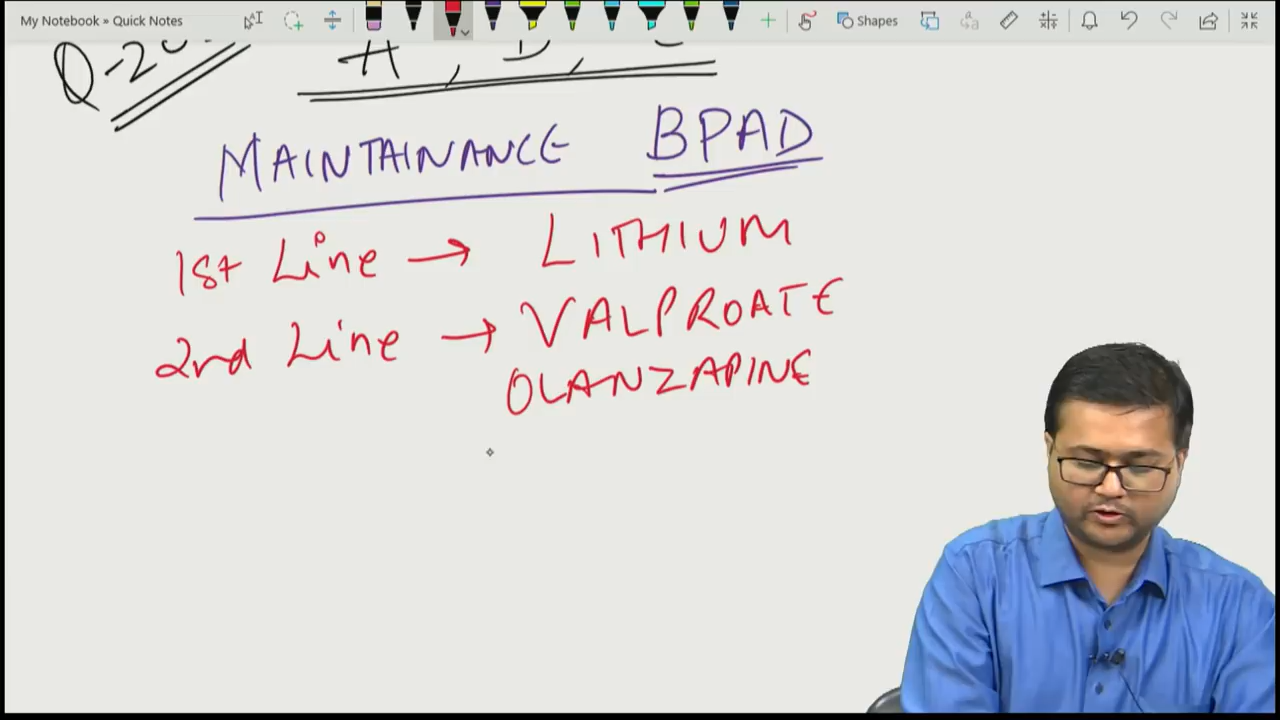 My Notebook » Quick Notes
Shapes
MAINTAINANCE BPAD
1st Line → LITHIUM
2nd Line → VALPROATE
OLANZAPINE